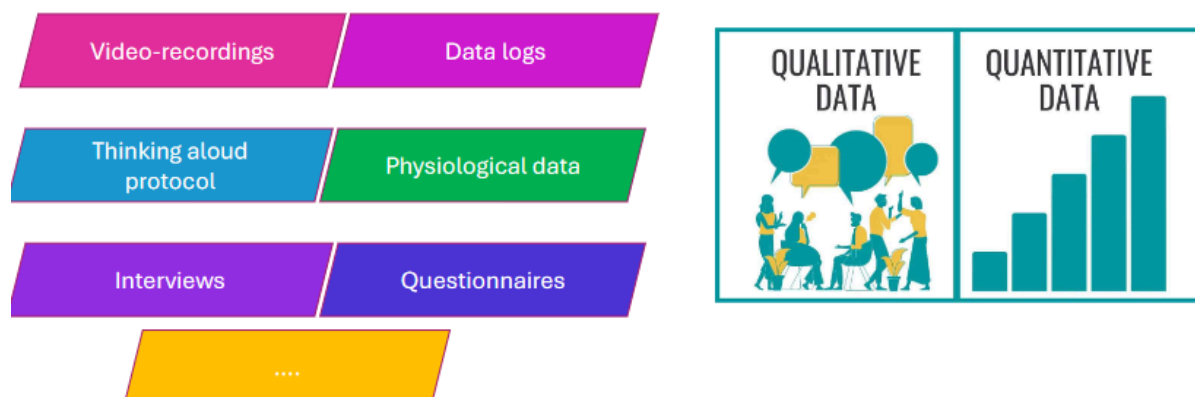 Video-recordings
Data logs
Thinking aloud
protocol
Physiological data
Interviews
Questionnaires
....
QUALITATIVE
DATA
QUANTITATIVE
DATA